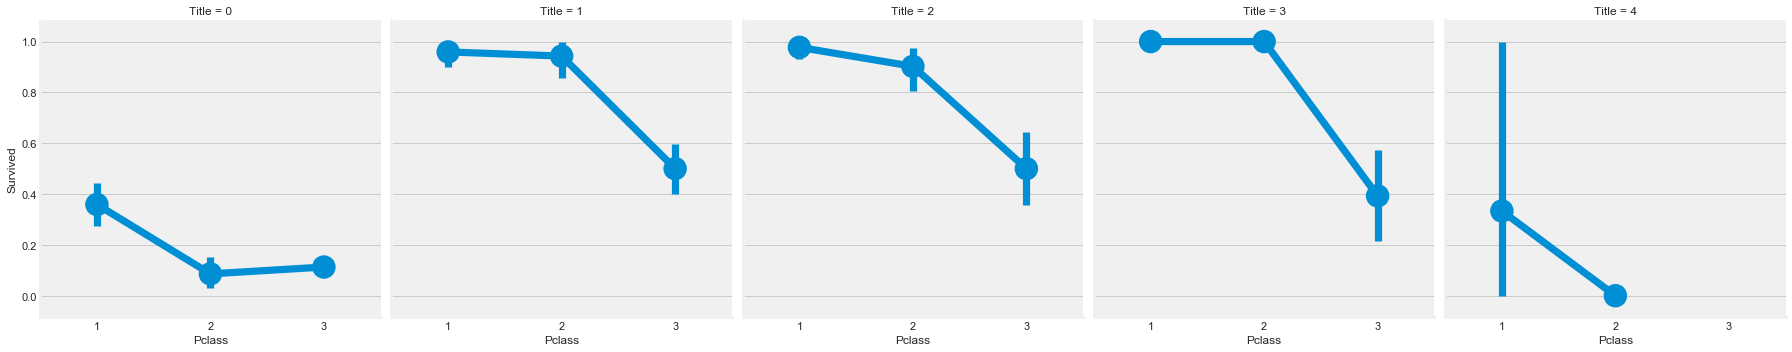 Title = 0 Title = 1 Title = 2 Title = 3 Title = 4
1.0
0.8
0.6
0.4
0.2
0.0
Survived
1 2 3 1 2 3 1 2 3 1 2 3 1 2 3
Pclass Pclass Pclass Pclass Pclass